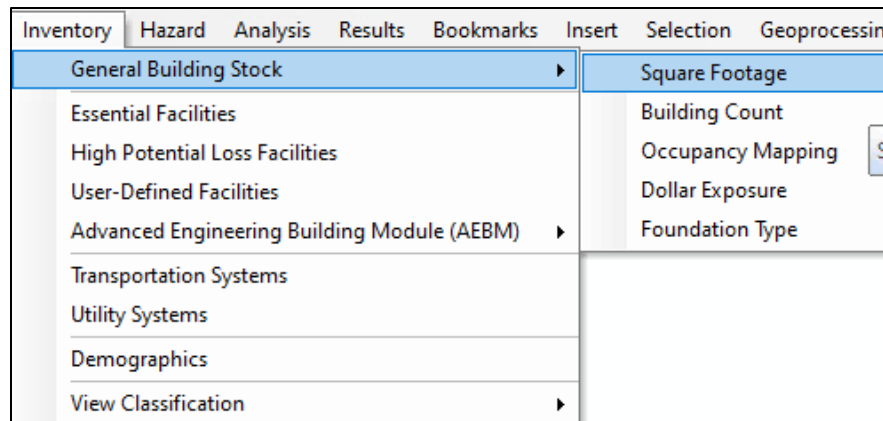 Inventory Hazard Analysis Results Bookmarks Insert Selection
General Building Stock
Essential Facilities
High Potential Loss Facilities
User-Defined Facilities
Advanced Engineering Building Module (AEBM)
Transportation Systems
Utility Systems
Demographics
View Classification
Square Footage
Building Count
Occupancy Mapping
Dollar Exposure
Foundation Type